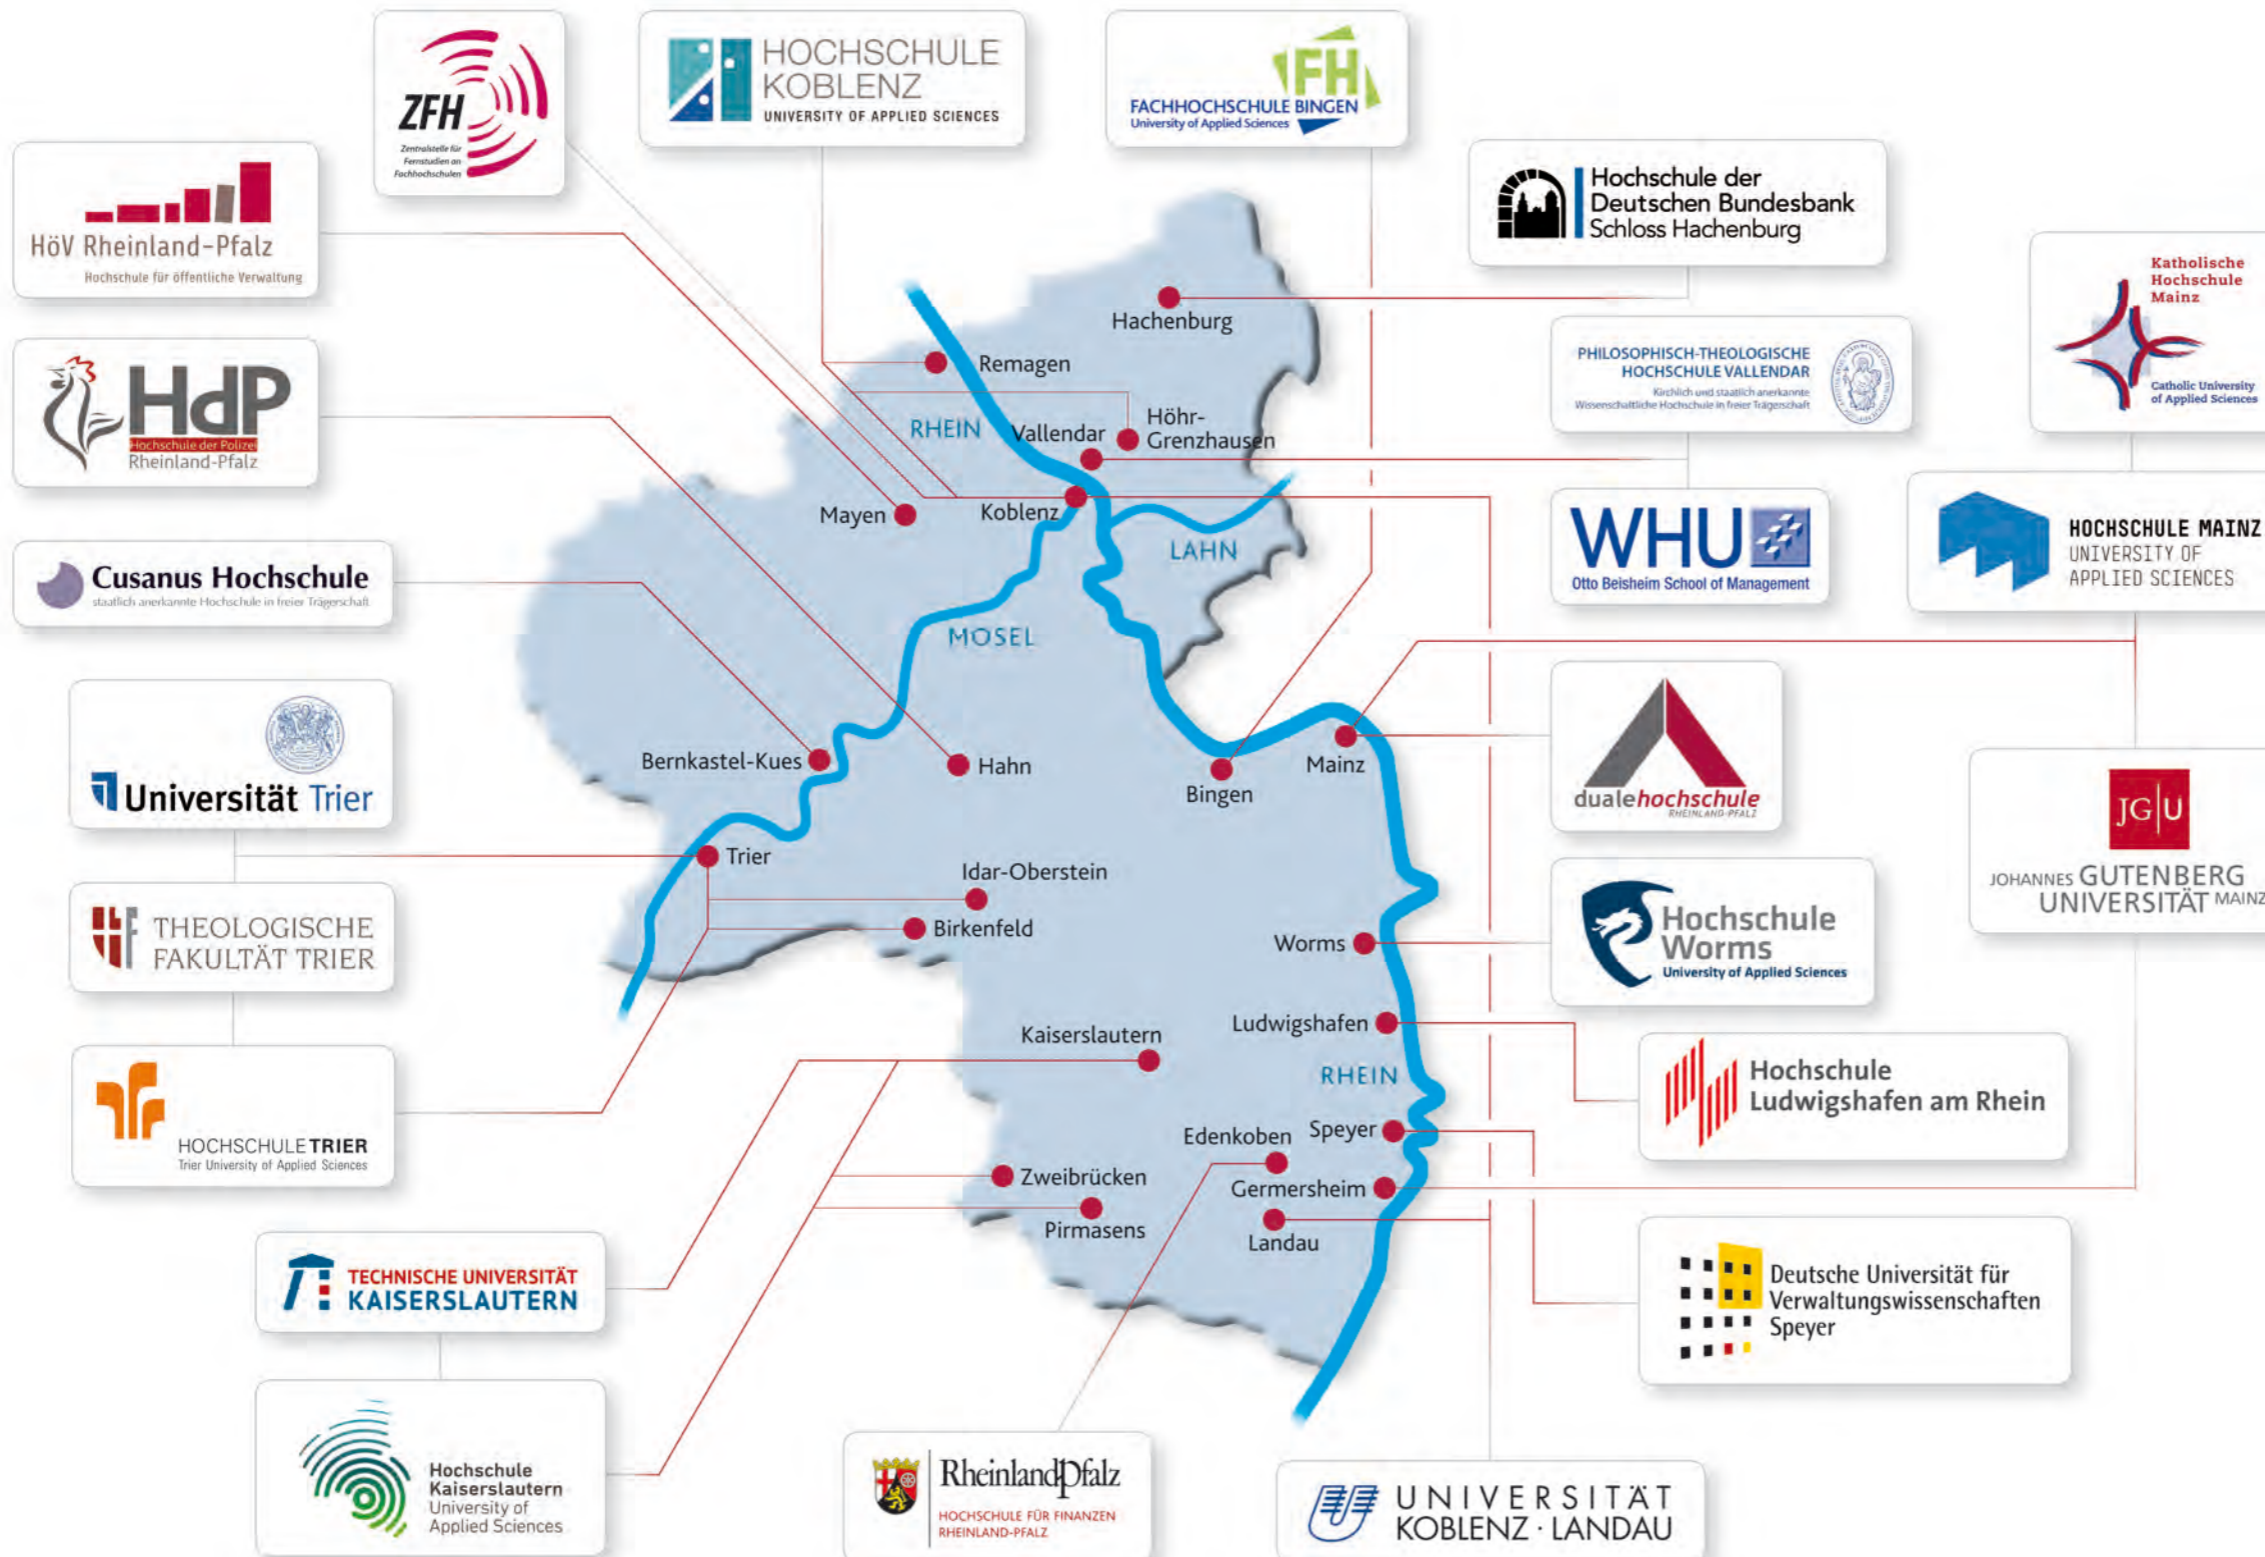 ZFH
Zentralstelle für
Fernstudien an
Fachhochschulen
HOCHSCHULE
KOBLENZ
UNIVERSITY OF APPLIED SCIENCES
FH
FACHHOCHSCHULE BINGEN
University of Applied Sciences
HöV Rheinland-Pfalz
Hochschule für öffentliche Verwaltung
Hochschule der
Deutschen Bundesbank
Schloss Hachenburg
Katholische
Hochschule
Mainz
Catholic University
of Applied Sciences
HdP
Hochschule der Polizei
Rheinland-Pfalz
PHILOSOPHISCH-THEOLOGISCHE
HOCHSCHULE VALLENDAR
Kirchlich und staatlich anerkannte
Wissenschaftliche Hochschule in freier Trägerschaft
Hachenburg
Remagen
RHEIN
Vallendar
Höhr-
Grenzhausen
Mayen
Koblenz
LAHN
WHU
Otto Beisheim School of Management
HOCHSCHULE MAINZ
UNIVERSITY OF
APPLIED SCIENCES
Cusanus Hochschule
staatlich anerkannte Hochschule in freier Trägerschaft
MOSEL
Universität Trier
Bernkastel-Kues
Hahn
Bingen
Mainz
dualehochschule
RHEINLAND-PFALZ
JG|U
JOHANNES GUTENBERG
UNIVERSITÄT MAINZ
Trier
Idar-Oberstein
Birkenfeld
THEOLOGISCHE
FAKULTÄT TRIER
Worms
Hochschule
Worms
University of Applied Sciences
Kaiserslautern
Ludwigshafen
RHEIN
Hochschule
Ludwigshafen am Rhein
HOCHSCHULE TRIER
Trier University of Applied Sciences
Edenkoben
Speyer
Zweibrücken
Germersheim
Pirmasens
Landau
TECHNISCHE UNIVERSITÄT
KAISERSLAUTERN
Deutsche Universität für
Verwaltungswissenschaften
Speyer
Hochschule
Kaiserslautern
University of
Applied Sciences
RheinlandPfalz
HOCHSCHULE FÜR FINANZEN
RHEINLAND-PFALZ
UNIVERSITÄT
KOBLENZ · LANDAU